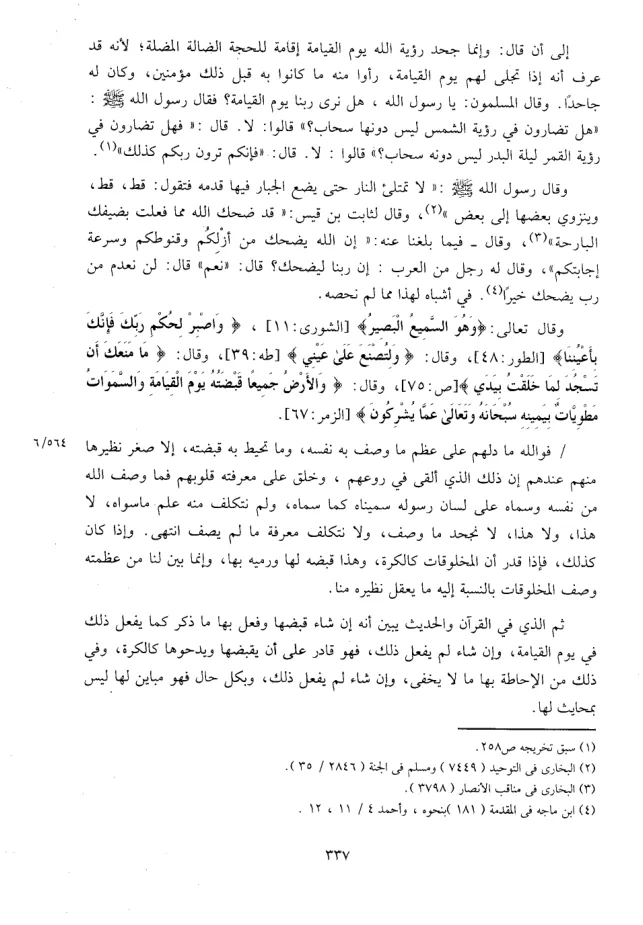 إلى أن قال: وإنما جحد رؤية الله يوم القيامة إقامة للحجة الضالة المضلة؛ لأنه قد
عرف أنه إذا تجلى لهم يوم القيامة، رأوا منه ما كانوا به قبل ذلك مؤمنين، وكان له
جاحدًا. وقال المسلمون: يا رسول الله ، هل نرى ربنا يوم القيامة؟ فقال رسول الله ﷺ :
«هل تضارون في رؤية الشمس ليس دونها سحاب؟» قالوا: لا. قال :« فهل تضارون في
رؤية القمر ليلة البدر ليس دونه سحاب؟» قالوا : لا. قال: «فإنكم ترون ربكم كذلك»(١).
وقال رسول الله ﷺ :« لا تمتلئ النار حتى يضع الجبار فيها قدمه فتقول: قط، قط،
وينزوي بعضها إلى بعض »(٢)، وقال لثابت بن قيس:« قد ضحك الله مما فعلت بضيفك
البارحة»(٣)، وقال ـ فيما بلغنا عنه:« إن الله يضحك من أزْلكُم وقنوطكم وسرعة
إجابتكم»، وقال له رجل من العرب : إن ربنا ليضحك؟ قال: «نعم» قال: لن نعدم من
رب يضحك خيرًا(٤). في أشباه لهذا مما لم نحصه.
وقال تعالى: ﴿وَهُوَ السَّمِيعُ الْبَصِيرُ﴾ [الشورى:١١] ، ﴿ وَاصْبِرْ لِحُكْمِ رَبِّكَ فَإِنَّكَ
بِأَعْيُنِنَا﴾ [الطور:٤٨]، وقال: ﴿ وَلِتُصْنَعَ عَلَىٰ عَيْنِي ﴾ [طه:٣٩]، وقال: ﴿ مَا مَنَعَكَ أَن
تَسْجُدَ لِمَا خَلَقْتُ بِيَدَيَّ ﴾[ص:٧٥]، وقال: ﴿ وَالأَرْضُ جَمِيعًا قَبْضَتُهُ يَوْمَ الْقِيَامَةِ وَالسَّمَوَاتُ
مَطْوِيَّاتٌ بِيَمِينِهِ سُبْحَانَهُ وَتَعَالَىٰ عَمَّا يُشْرِكُونَ ﴾ [الزمر:٦٧].
/ فوالله ما دلهم على عظم ما وصف به نفسه، وما تحيط به قبضته، إلا صغر نظيرها ٦/٥٦٤
منهم عندهم إن ذلك الذي ألقى في روعهم ، وخلق على معرفته قلوبهم فما وصف الله
من نفسه وسماه على لسان رسوله سميناه كما سماه، ولم نتكلف منه علم ماسواه، لا
هذا، ولا هذا، لا نجحد ما وصف، ولا نتكلف معرفة ما لم يصف انتهى. وإذا كان
كذلك، فإذا قدر أن المخلوقات كالكرة، وهذا قبضه لها ورميه بها، وإنما بين لنا من عظمته
وصف المخلوقات بالنسبة إليه ما يعقل نظيره منا.
ثم الذي في القرآن والحديث يبين أنه إن شاء قبضها وفعل بها ما ذكر كما يفعل ذلك
في يوم القيامة، وإن شاء لم يفعل ذلك، فهو قادر على أن يقبضها ويدحوها كالكرة، وفي
ذلك من الإحاطة بها ما لا يخفى، وإن شاء لم يفعل ذلك، وبكل حال فهو مباين لها ليس
بمحايث لها.
(١) سبق تخريجه ص٢٥٨.
(٢) البخارى فى التوحيد ( ٧٤٤٩ ) ومسلم فى الجنة ( ٢٨٤٦ / ٣٥ ).
(٣) البخارى فى مناقب الأنصار ( ٣٧٩٨ ).
(٤) ابن ماجه فى المقدمة ( ١٨١ )بنحوه ، وأحمد ٤ / ١١ ، ١٢ .
٣٣٧